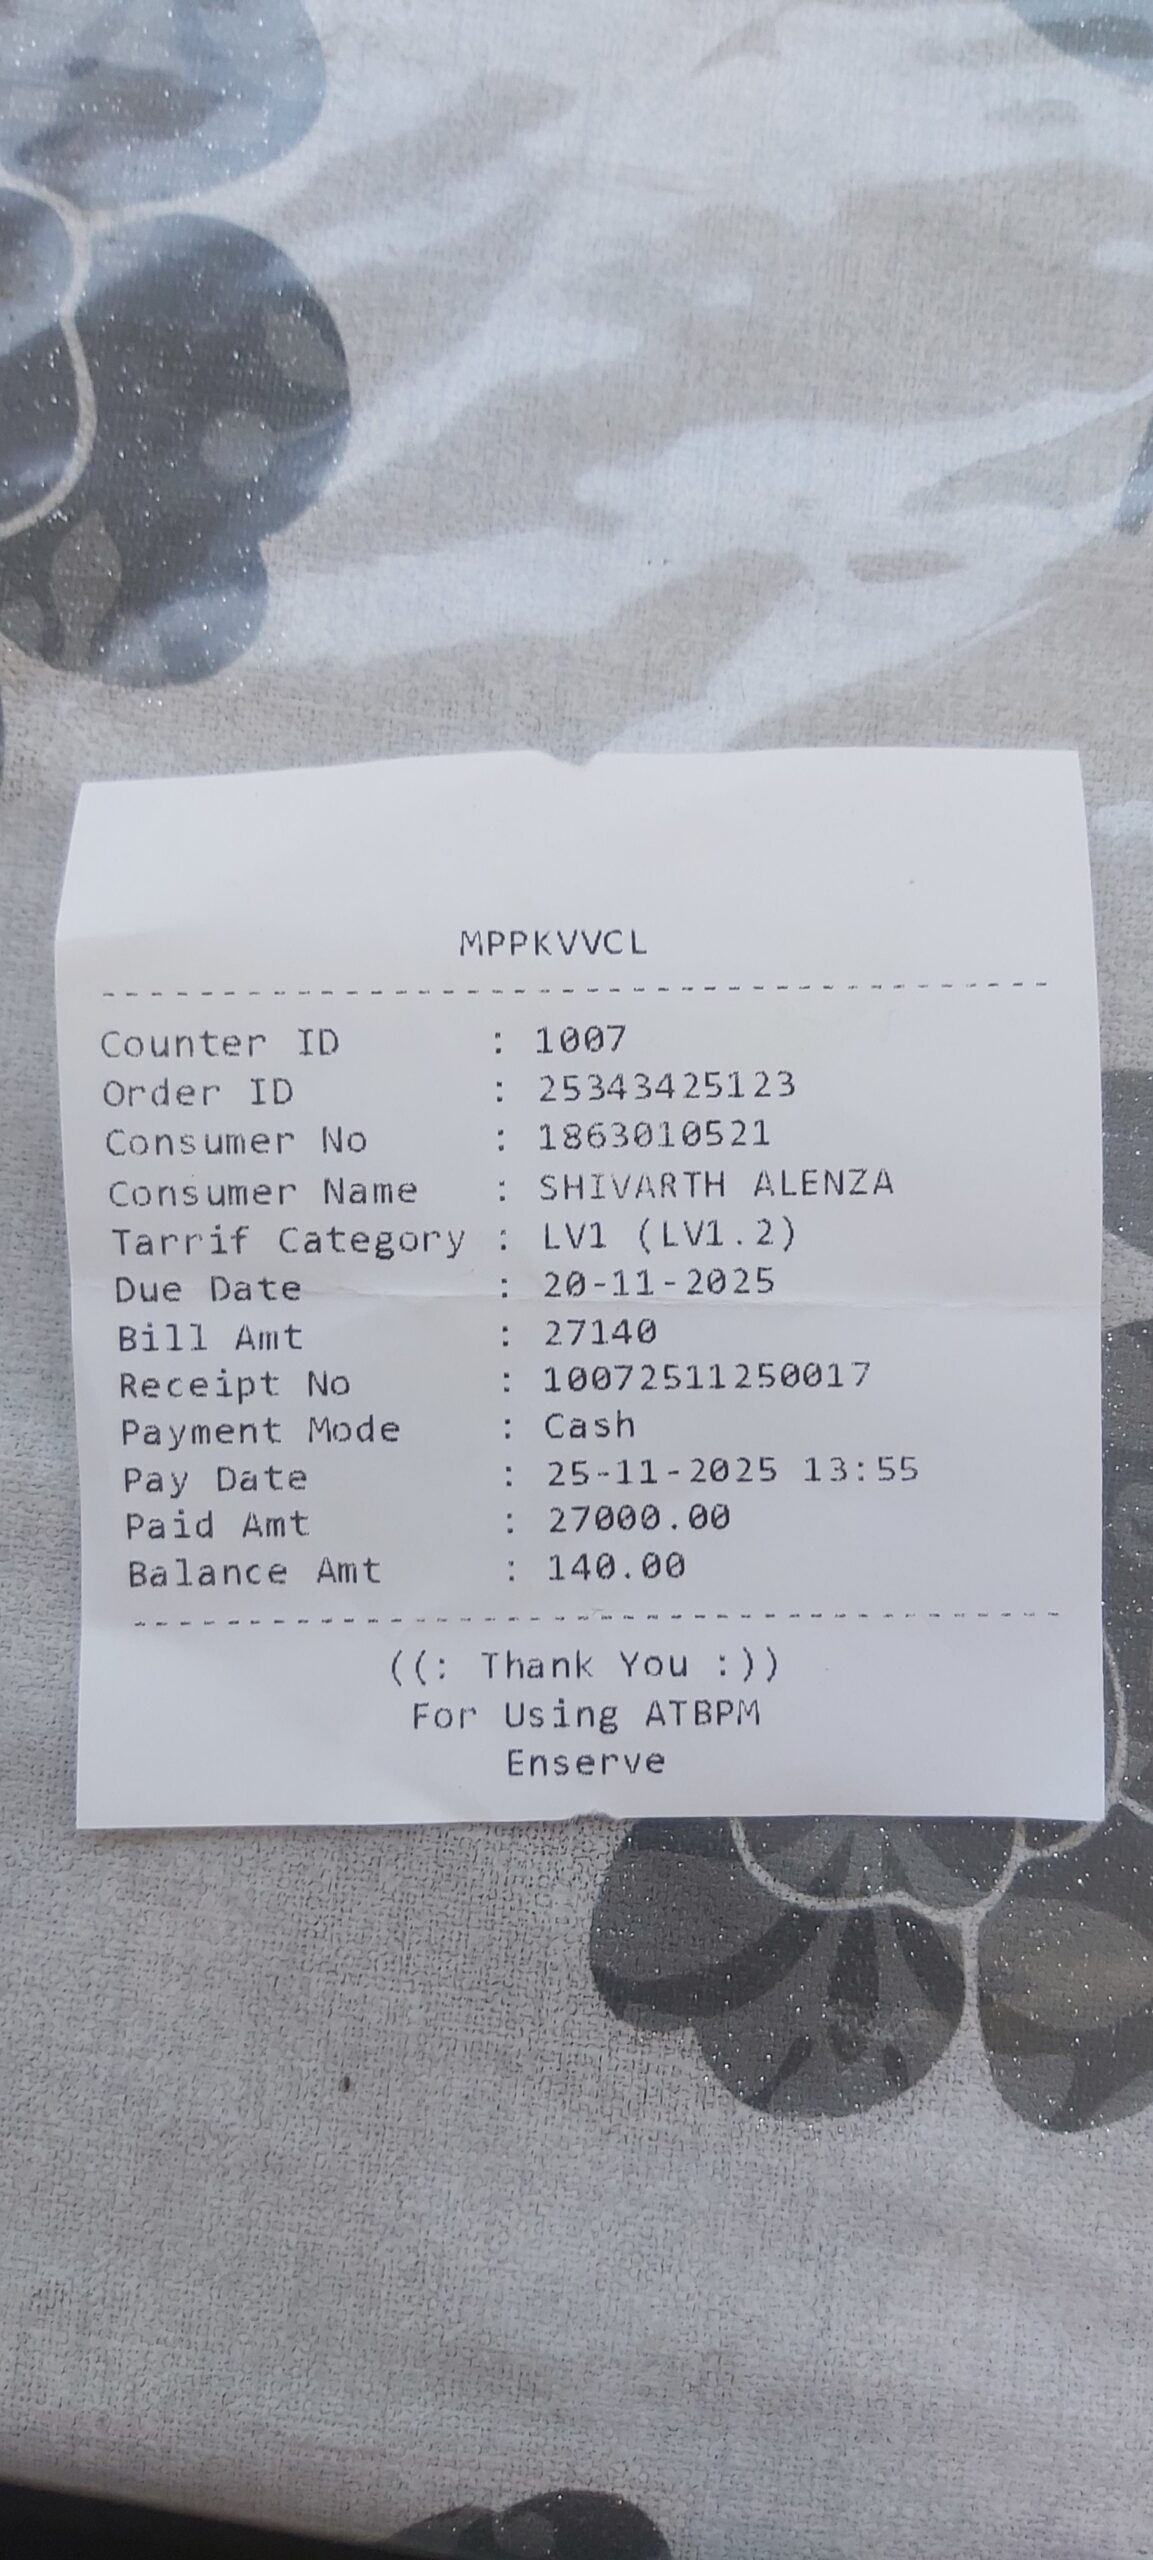 MPPKVVCL
----------------------------------------
Counter ID : 1007
Order ID : 25343425123
Consumer No : 1863010521
Consumer Name : SHIVARTH ALENZA
Tarrif Category : LV1 (LV1.2)
Due Date : 20-11-2025
Bill Amt : 27140
Receipt No : 10072511250017
Payment Mode : Cash
Pay Date : 25-11-2025 13:55
Paid Amt : 27000.00
Balance Amt : 140.00
----------------------------------------
((: Thank You :))
For Using ATBPM
Enserve